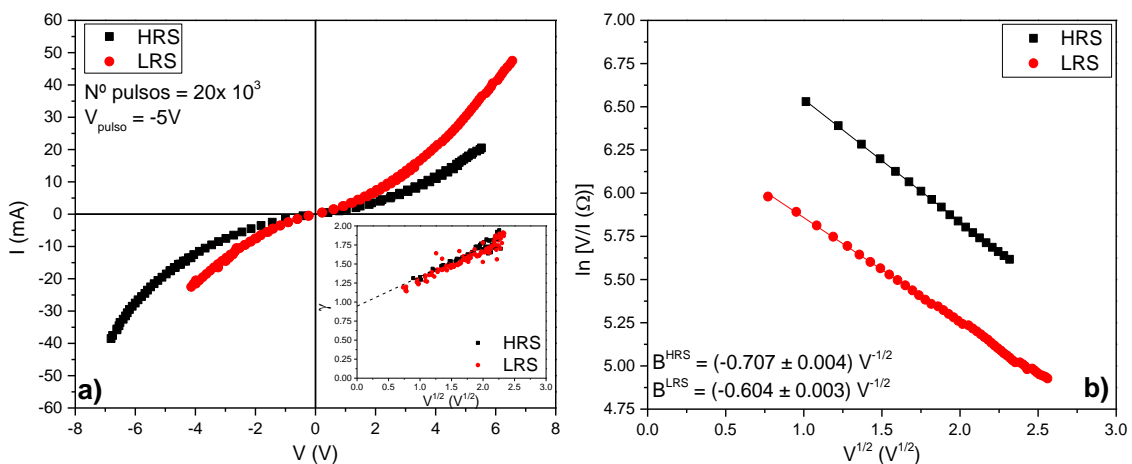 HRS
LRS
Nº pulsos = 20x 10³
V_pulso = -5V
60
50
40
30
20
10
0
-10
-20
-30
-40
-50
-60
I (mA)
-8 -6 -4 -2 0 2 4 6 8
V (V)
a)
2.00
1.75
1.50
1.25
1.00
0.75
0.50
0.25
0.00
γ
0.0 0.5 1.0 1.5 2.0 2.5 3.0
V^1/2 (V^1/2)
HRS
LRS
HRS
LRS
7.00
6.50
6.25
6.00
5.75
5.50
5.25
5.00
4.75
ln [V/I (Ω)]
B^HRS = (-0.707 ± 0.004) V^-1/2
B^LRS = (-0.604 ± 0.003) V^-1/2
b)
0.0 0.5 1.0 1.5 2.0 2.5 3.0
V^1/2 (V^1/2)